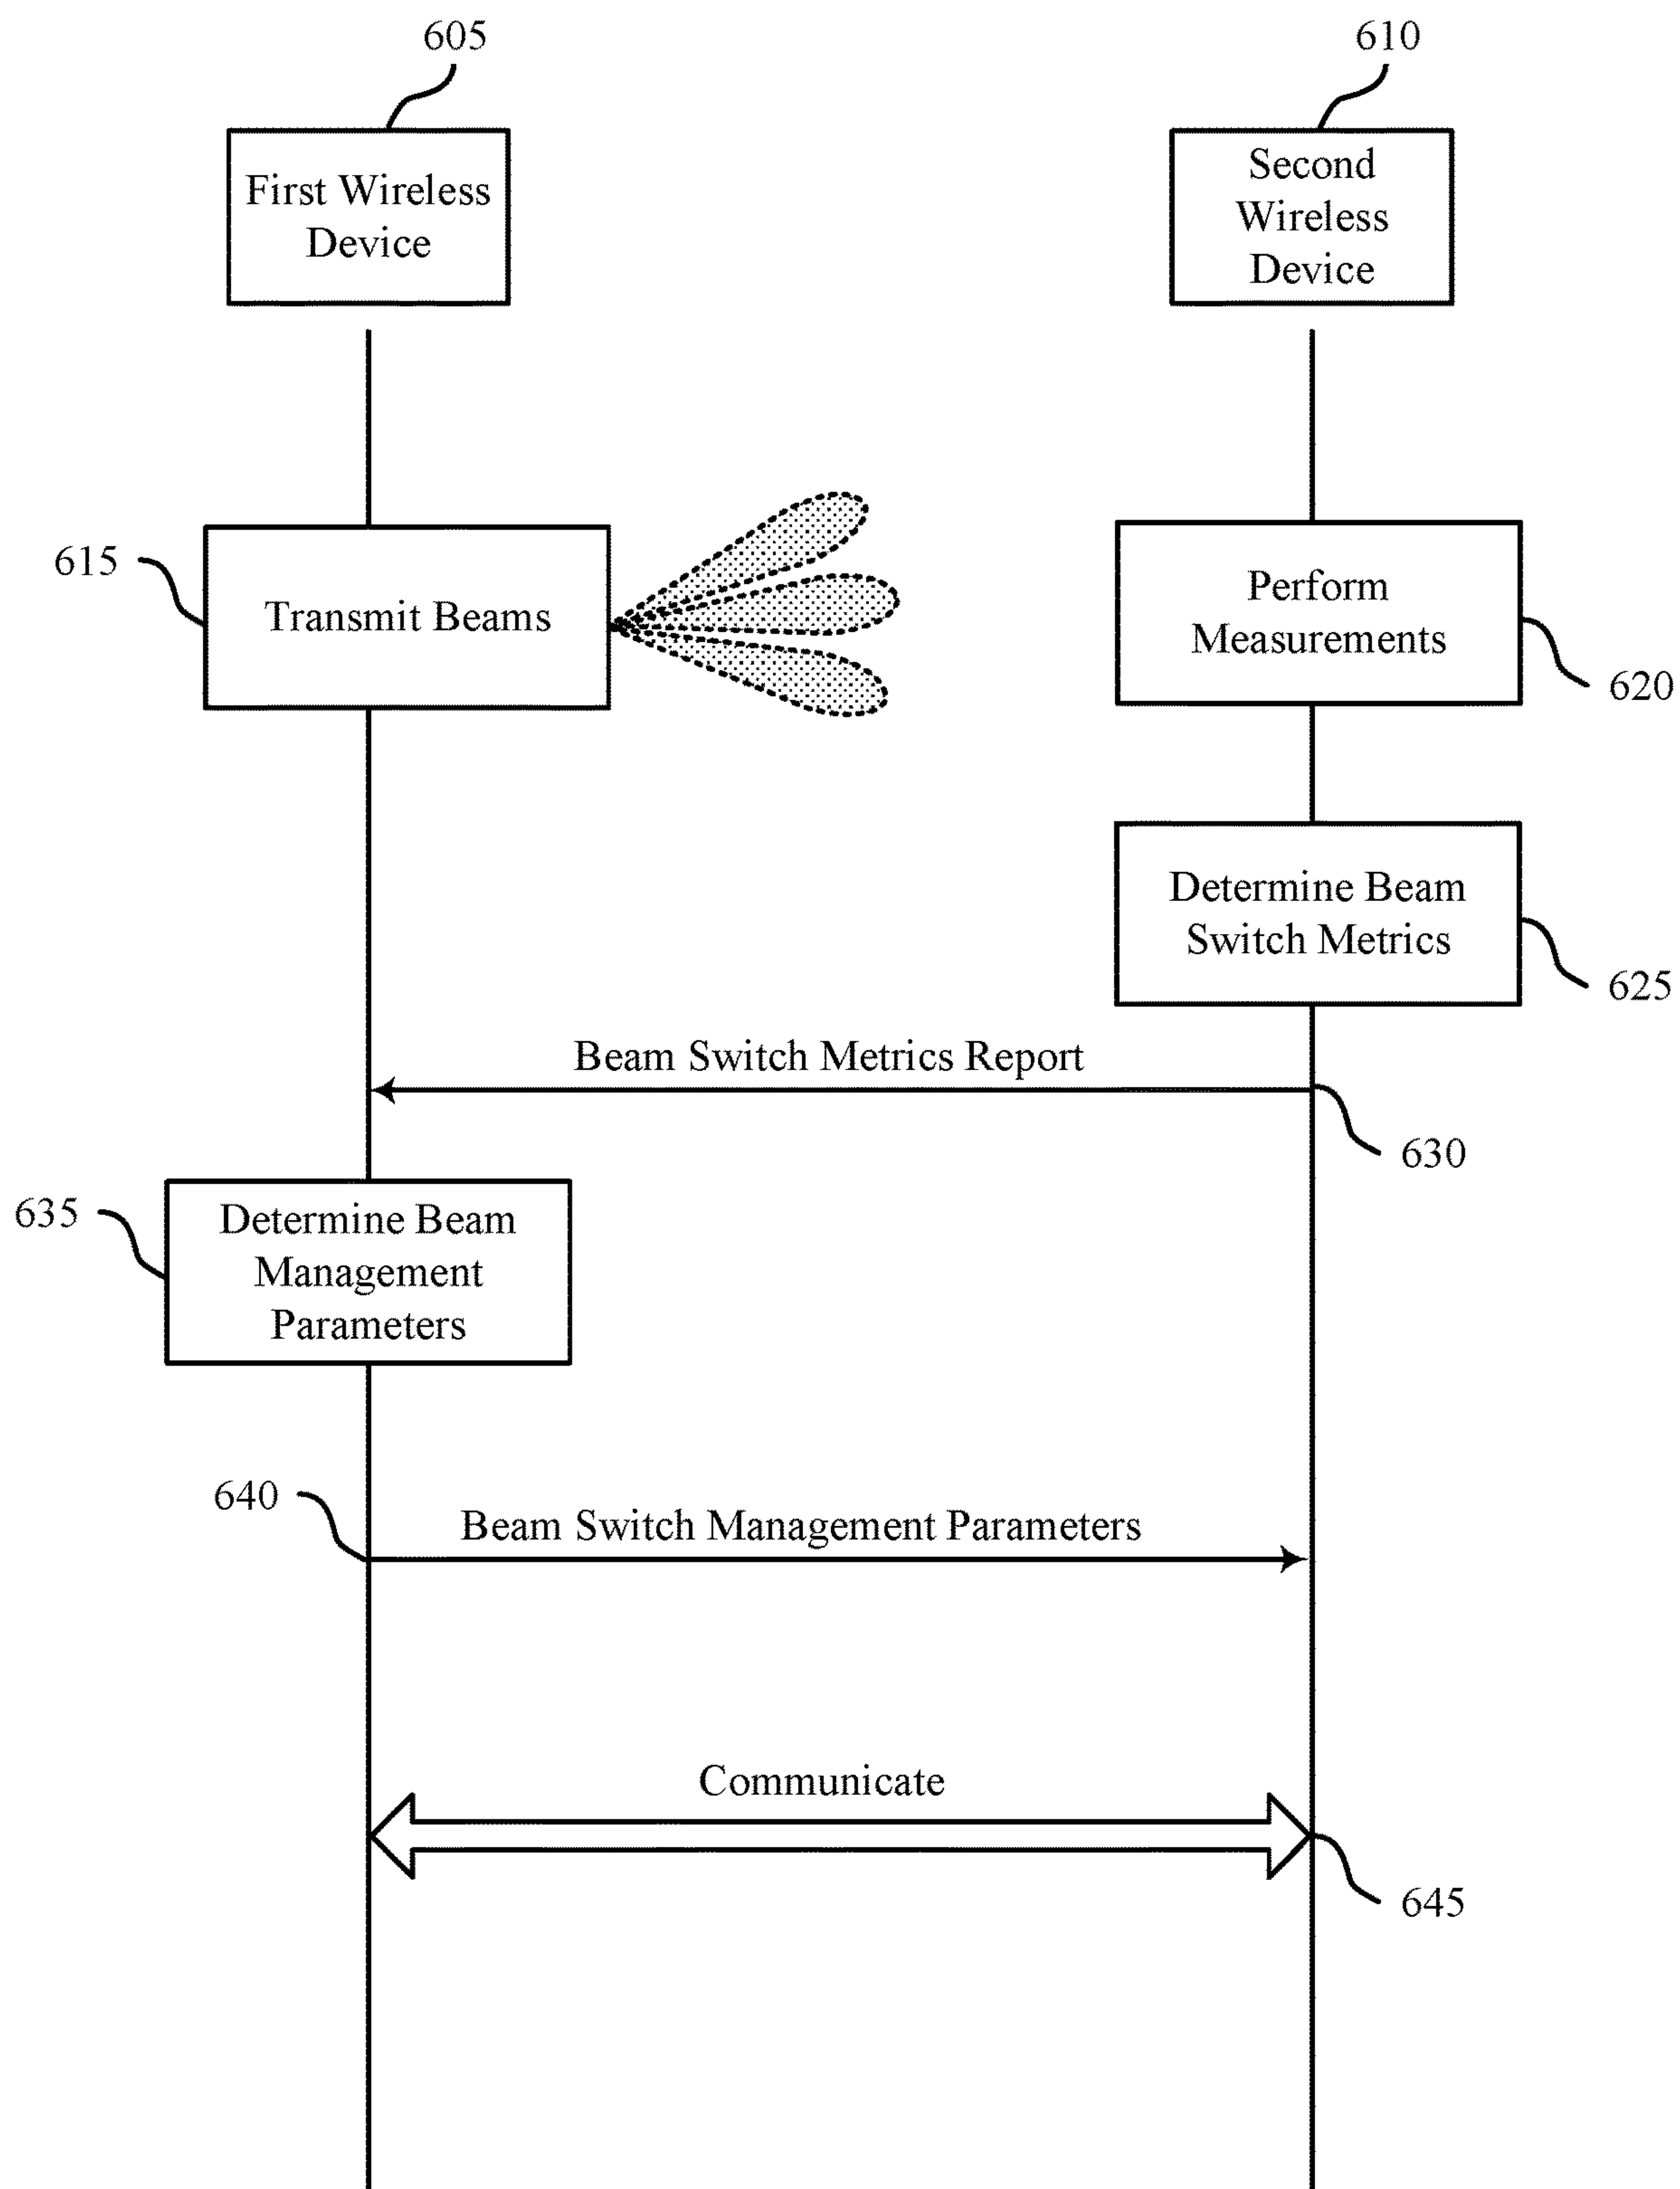 605
610
First Wireless
Device
Second
Wireless
Device
615
Transmit Beams
Perform
Measurements
620
Determine Beam
Switch Metrics
625
Beam Switch Metrics Report
630
635
Determine Beam
Management
Parameters
640
Beam Switch Management Parameters
Communicate
645